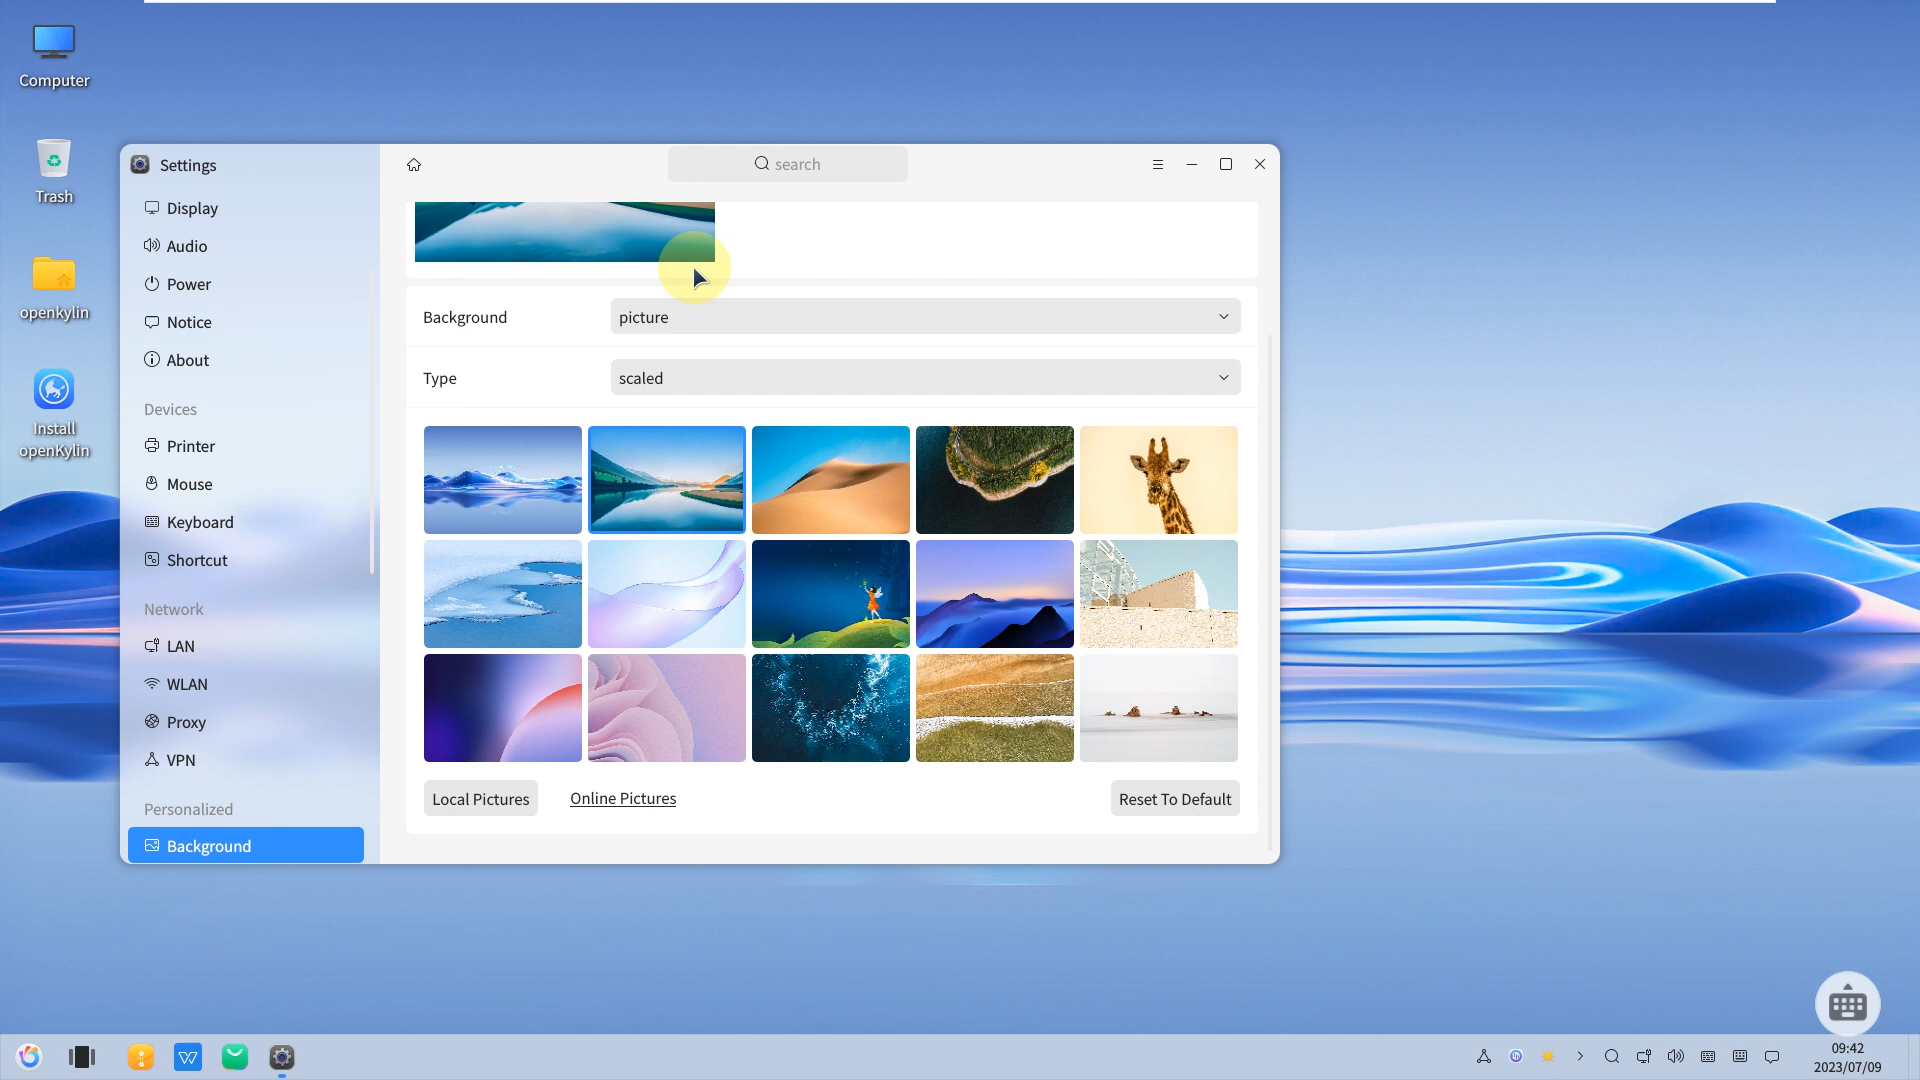 Computer
Trash
openkylin
Install
openKylin
Settings
search
Display
Audio
Power
Notice
About
Devices
Printer
Mouse
Keyboard
Shortcut
Network
LAN
WLAN
Proxy
VPN
Personalized
Background
Background
picture
Type
scaled
Local Pictures
Online Pictures
Reset To Default
09:42
2023/07/09